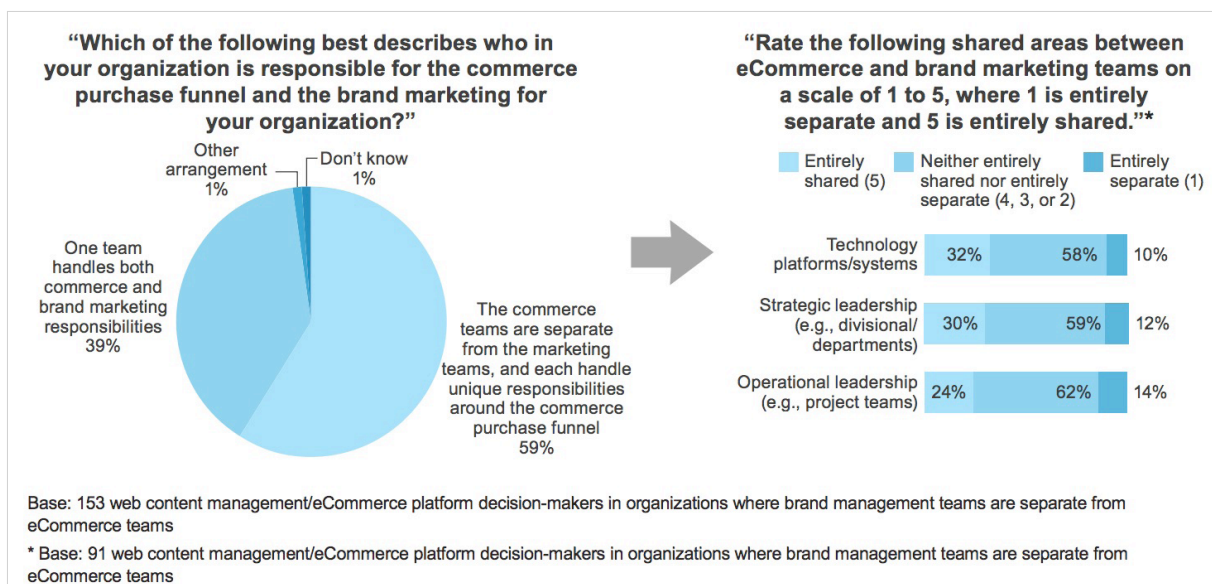 “Which of the following best describes who in
your organization is responsible for the commerce
purchase funnel and the brand marketing for
your organization?”
Other
arrangement
1%
Don’t know
1%
One team
handles both
commerce and
brand marketing
responsibilities
39%
The commerce
teams are separate
from the marketing
teams, and each handle
unique responsibilities
around the commerce
purchase funnel
59%
“Rate the following shared areas between
eCommerce and brand marketing teams on
a scale of 1 to 5, where 1 is entirely
separate and 5 is entirely shared.”*
Entirely
shared (5)
Neither entirely
shared nor entirely
separate (4, 3, or 2)
Entirely
separate (1)
Technology
platforms/systems
32% 58% 10%
Strategic leadership
(e.g., divisional/
departments)
30% 59% 12%
Operational leadership
(e.g., project teams)
24% 62% 14%
Base: 153 web content management/eCommerce platform decision-makers in organizations where brand management teams are separate from
eCommerce teams
* Base: 91 web content management/eCommerce platform decision-makers in organizations where brand management teams are separate from
eCommerce teams